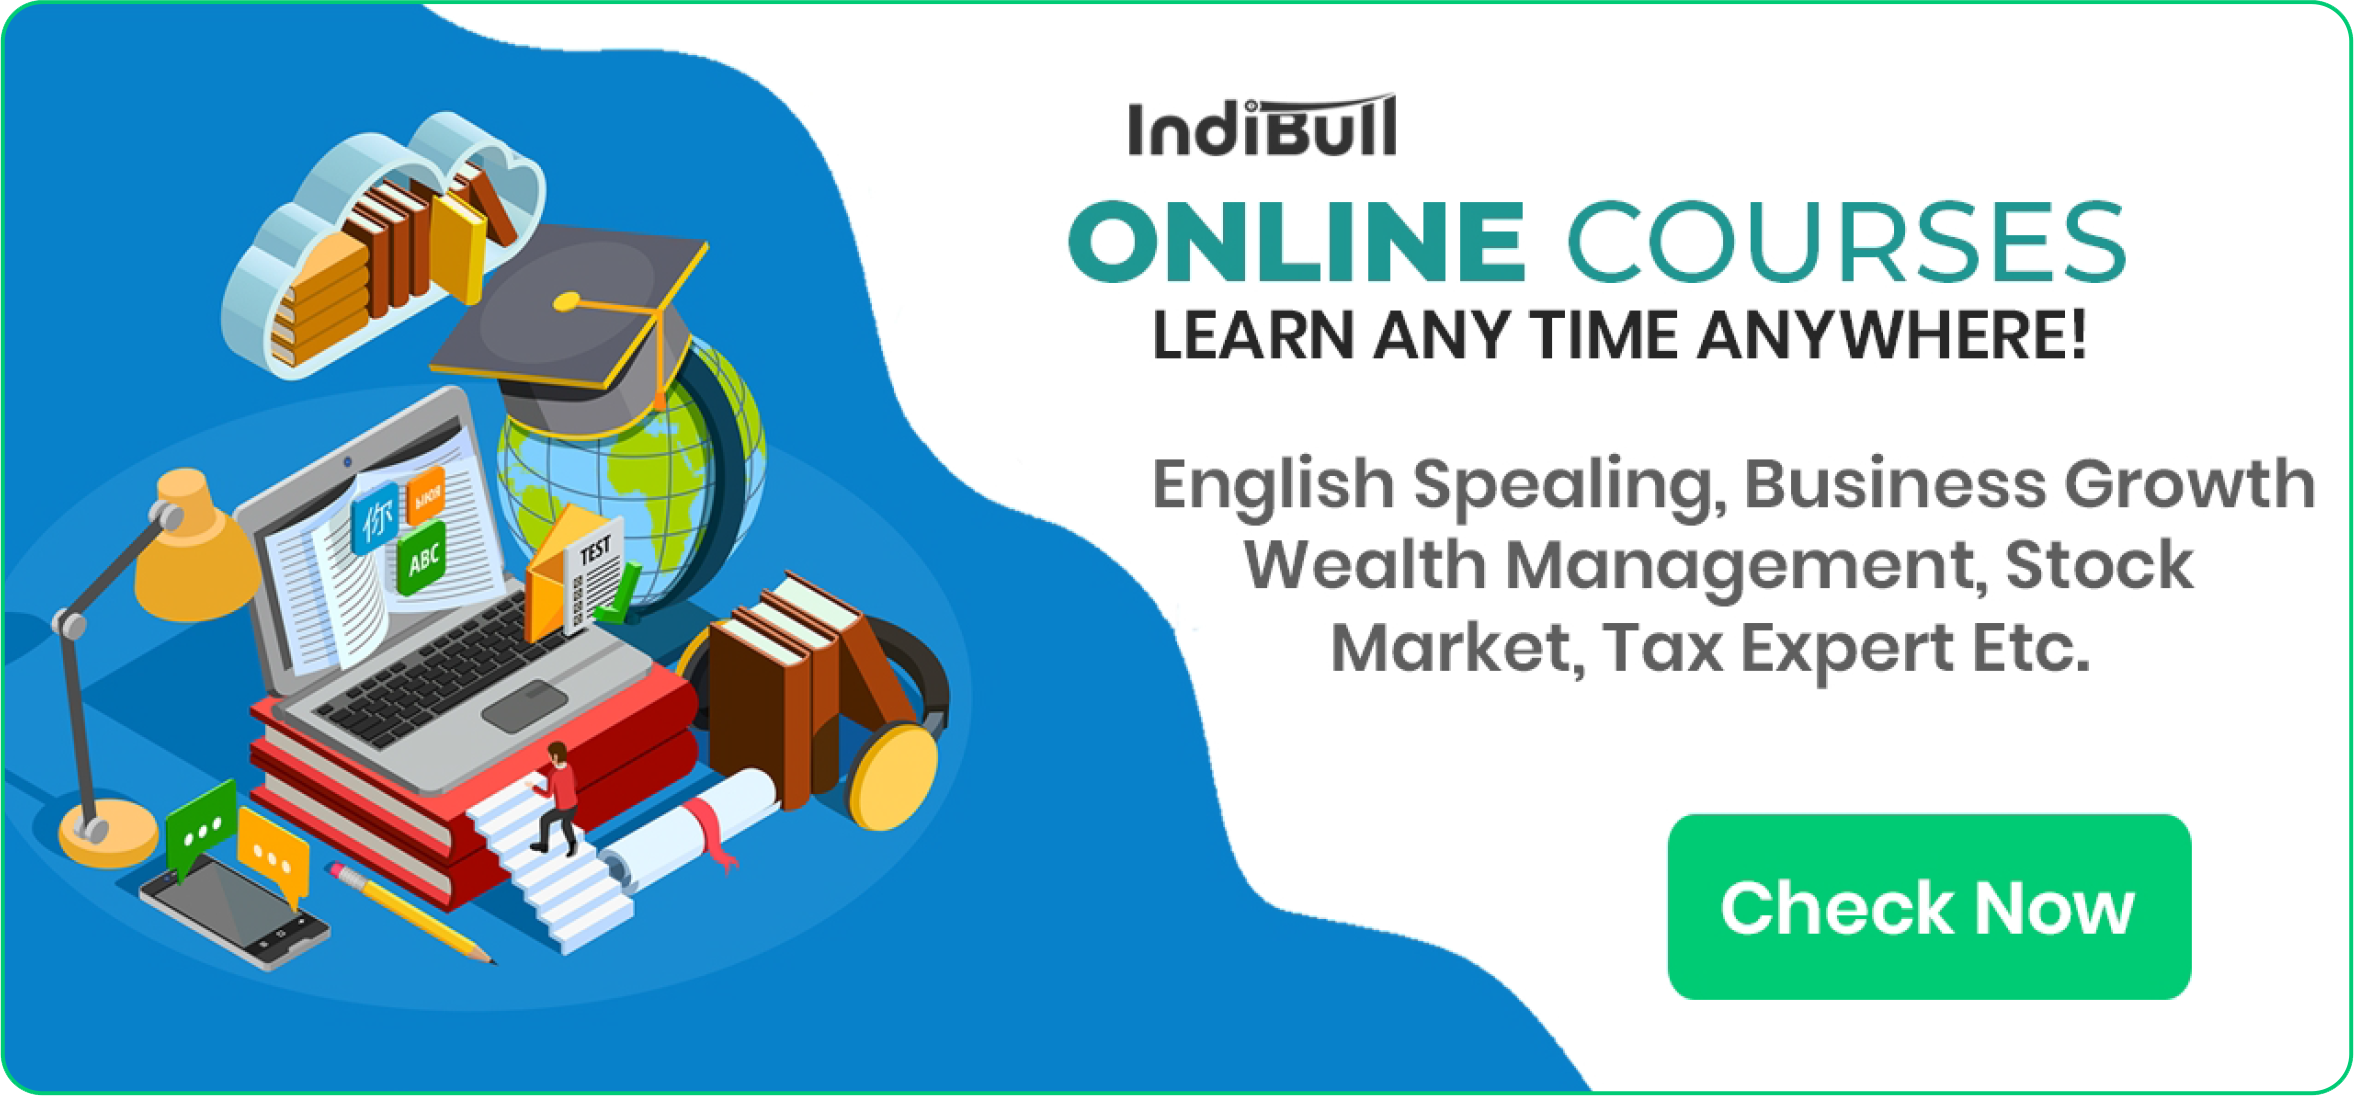 IndiBull
ONLINE COURSES
LEARN ANY TIME ANYWHERE!
English Spealing, Business Growth
Wealth Management, Stock
Market, Tax Expert Etc.
Check Now
你
ЫЮЯ
ABC
TEST